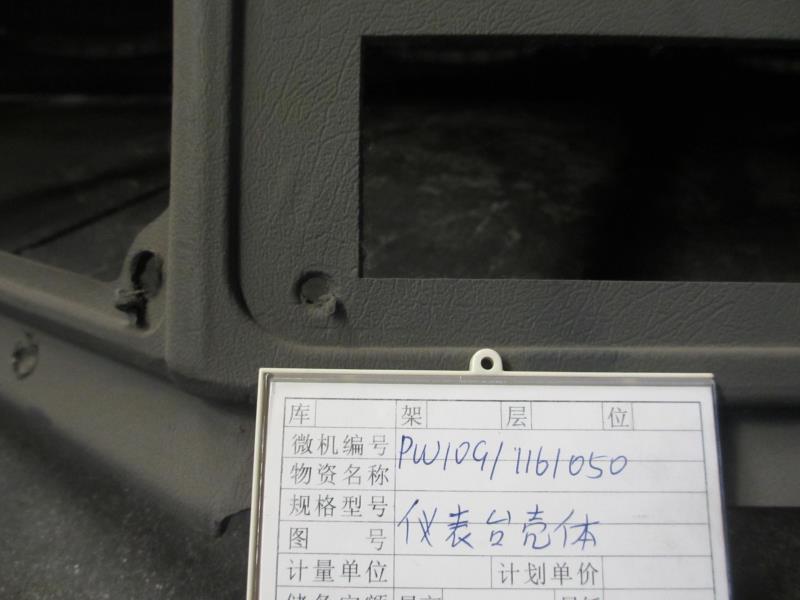 库 架 层 位
微机编号 PW10G/1161050
物资名称
规格型号 仪表台壳体
图 号
计量单位 计划单价